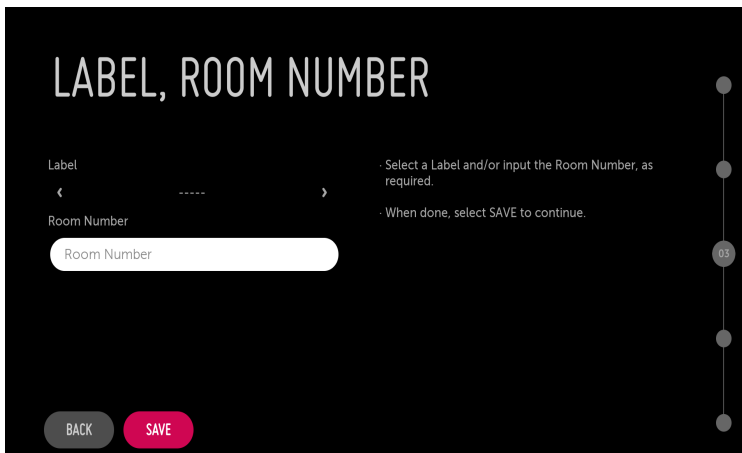 LABEL, ROOM NUMBER
Label
‹ ----- ›
Room Number
Room Number
· Select a Label and/or input the Room Number, as
required.
· When done, select SAVE to continue.
03
BACK
SAVE